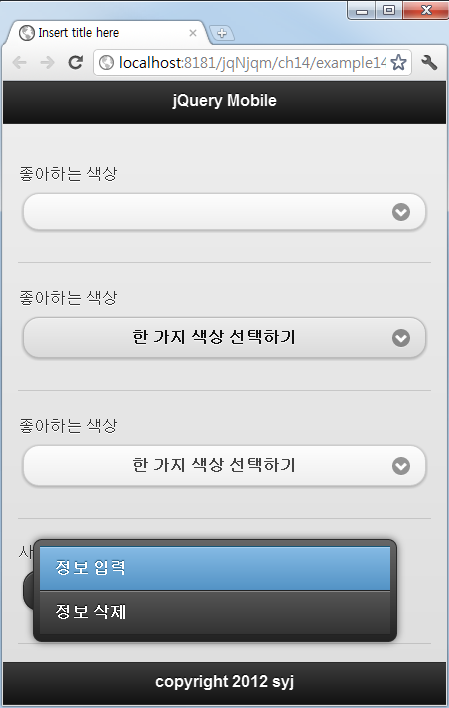 Insert title here
localhost:8181/jqNjqm/ch14/example14
jQuery Mobile
좋아하는 색상
좋아하는 색상
한 가지 색상 선택하기
좋아하는 색상
한 가지 색상 선택하기
사
정보 입력
정보 삭제
copyright 2012 syj